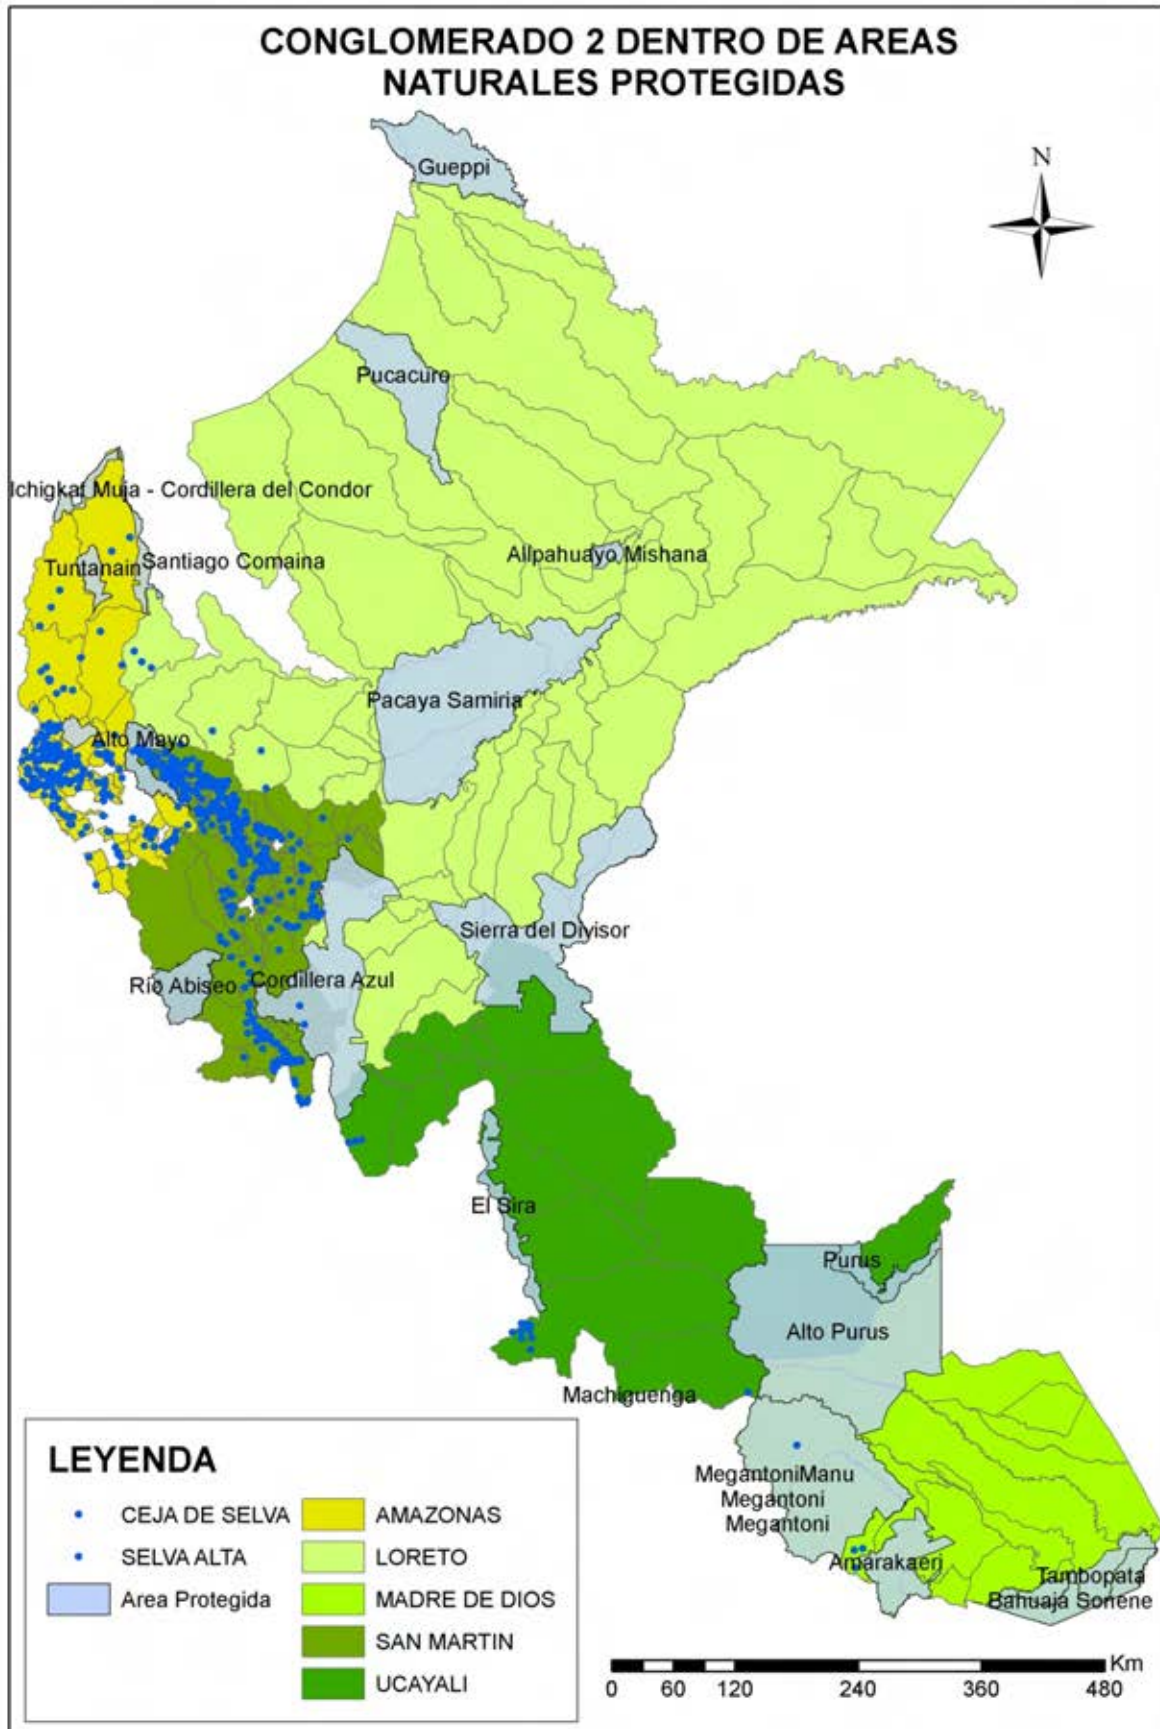 CONGLOMERADO 2 DENTRO DE AREAS
NATURALES PROTEGIDAS
N
Gueppi
Pucacuro
Ichigkat Muja - Cordillera del Condor
Allpahuayo Mishana
Tuntanain
Santiago Comaina
Pacaya Samiria
Alto Mayo
Sierra del Divisor
Río Abiseo
Cordillera Azul
El Sira
Purus
Alto Purus
Machiguenga
MegantoniManu
Megantoni
Megantoni
Amarakaeri
Tambopata
Bahuaja Sonene
LEYENDA
CEJA DE SELVA
SELVA ALTA
Area Protegida
AMAZONAS
LORETO
MADRE DE DIOS
SAN MARTIN
UCAYALI
Km
0 60 120 240 360 480